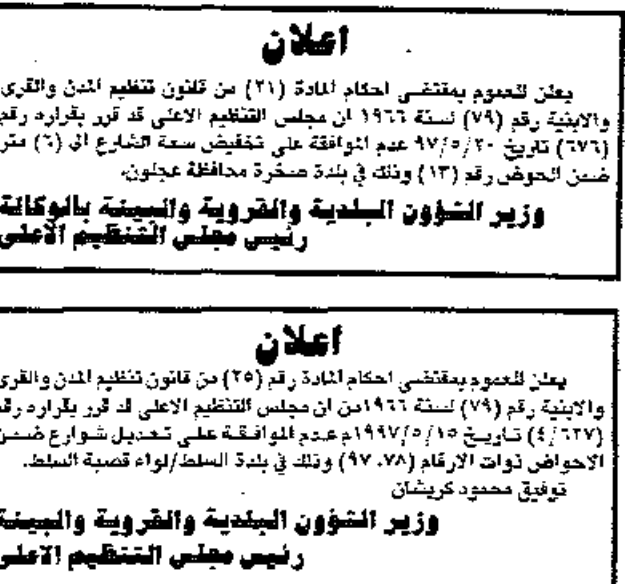 اعلان
يعلن للعموم بمقتضى احكام المادة (٢١) من قانون تنظيم المدن والقرى
والابنية رقم (٧٩) لسنة ١٩٦٦ ان مجلس التنظيم الاعلى قد قرر بقراره رقم
(٦٧٦) تاريخ ٩٧/٥/٢٠ عدم الموافقة على تخفيض سعة الشارع الى (٦) متر
ضمن الحوض رقم (١٣) وذلك في بلدة صخرة محافظة عجلون.
وزير الشؤون البلدية والقروية والبيئة بالوكالة
رئيس مجلس التنظيم الاعلى
اعلان
يعلن للعموم بمقتضى احكام المادة رقم (٢٥) من قانون تنظيم المدن والقرى
والابنية رقم (٧٩) لسنة ١٩٦٦من ان مجلس التنظيم الاعلى قد قرر بقراره رقم
(٤/٦٢٧) تاريخ ١٩٩٧/٥/١٥م عدم الموافقة على تعديل شوارع ضمن
الاحواض ذوات الارقام (٧٨، ٩٧) وذلك في بلدة السلط/لواء قصبة السلط.
توفيق محمود كريشان
وزير الشؤون البلدية والقروية والبيئة
رئيس مجلس التنظيم الاعلى